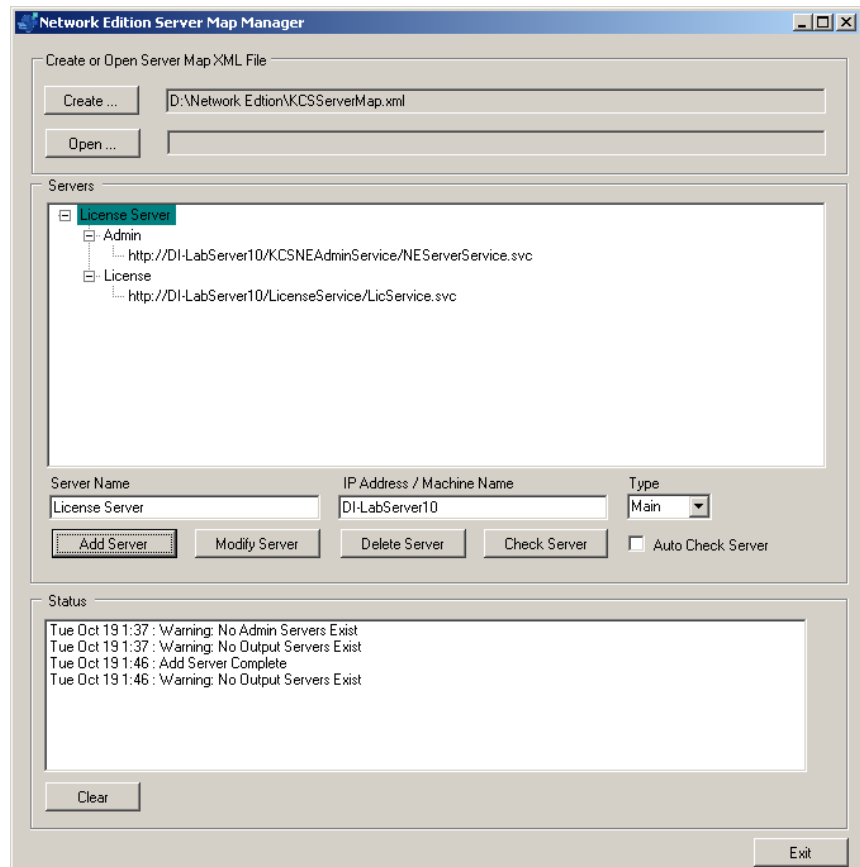 Network Edition Server Map Manager
Create or Open Server Map XML File
Create ...
D:\Network Edtion\KCSServerMap.xml
Open ...
Servers
License Server
Admin
http://DI-LabServer10/KCSNEAdminService/NEServerService.svc
License
http://DI-LabServer10/LicenseService/LicService.svc
Server Name IP Address / Machine Name Type
License Server DI-LabServer10 Main
Add Server Modify Server Delete Server Check Server Auto Check Server
Status
Tue Oct 19 1:37 : Warning: No Admin Servers Exist
Tue Oct 19 1:37 : Warning: No Output Servers Exist
Tue Oct 19 1:46 : Add Server Complete
Tue Oct 19 1:46 : Warning: No Output Servers Exist
Clear
Exit